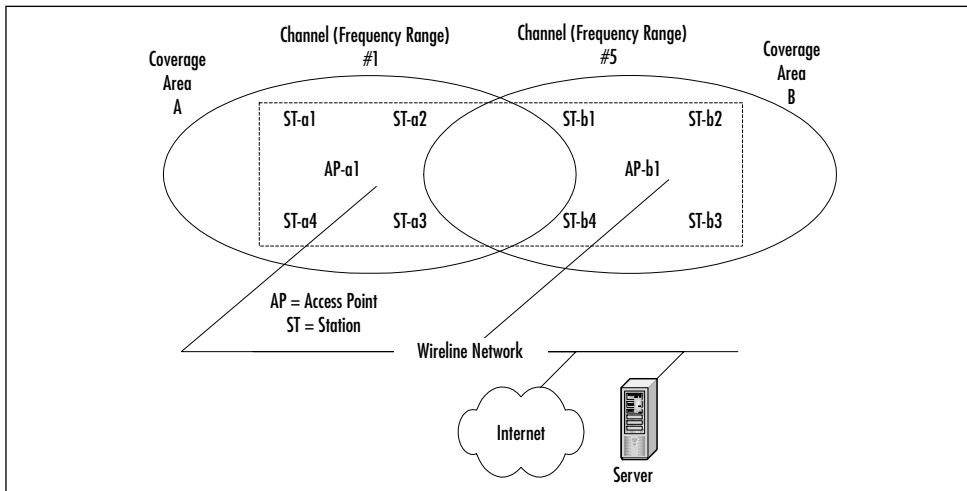 Channel (Frequency Range)
#1
Channel (Frequency Range)
#5
Coverage
Area
A
Coverage
Area
B
ST-a1
ST-a2
ST-b1
ST-b2
AP-a1
AP-b1
ST-a4
ST-a3
ST-b4
ST-b3
AP = Access Point
ST = Station
Wireline Network
Internet
Server